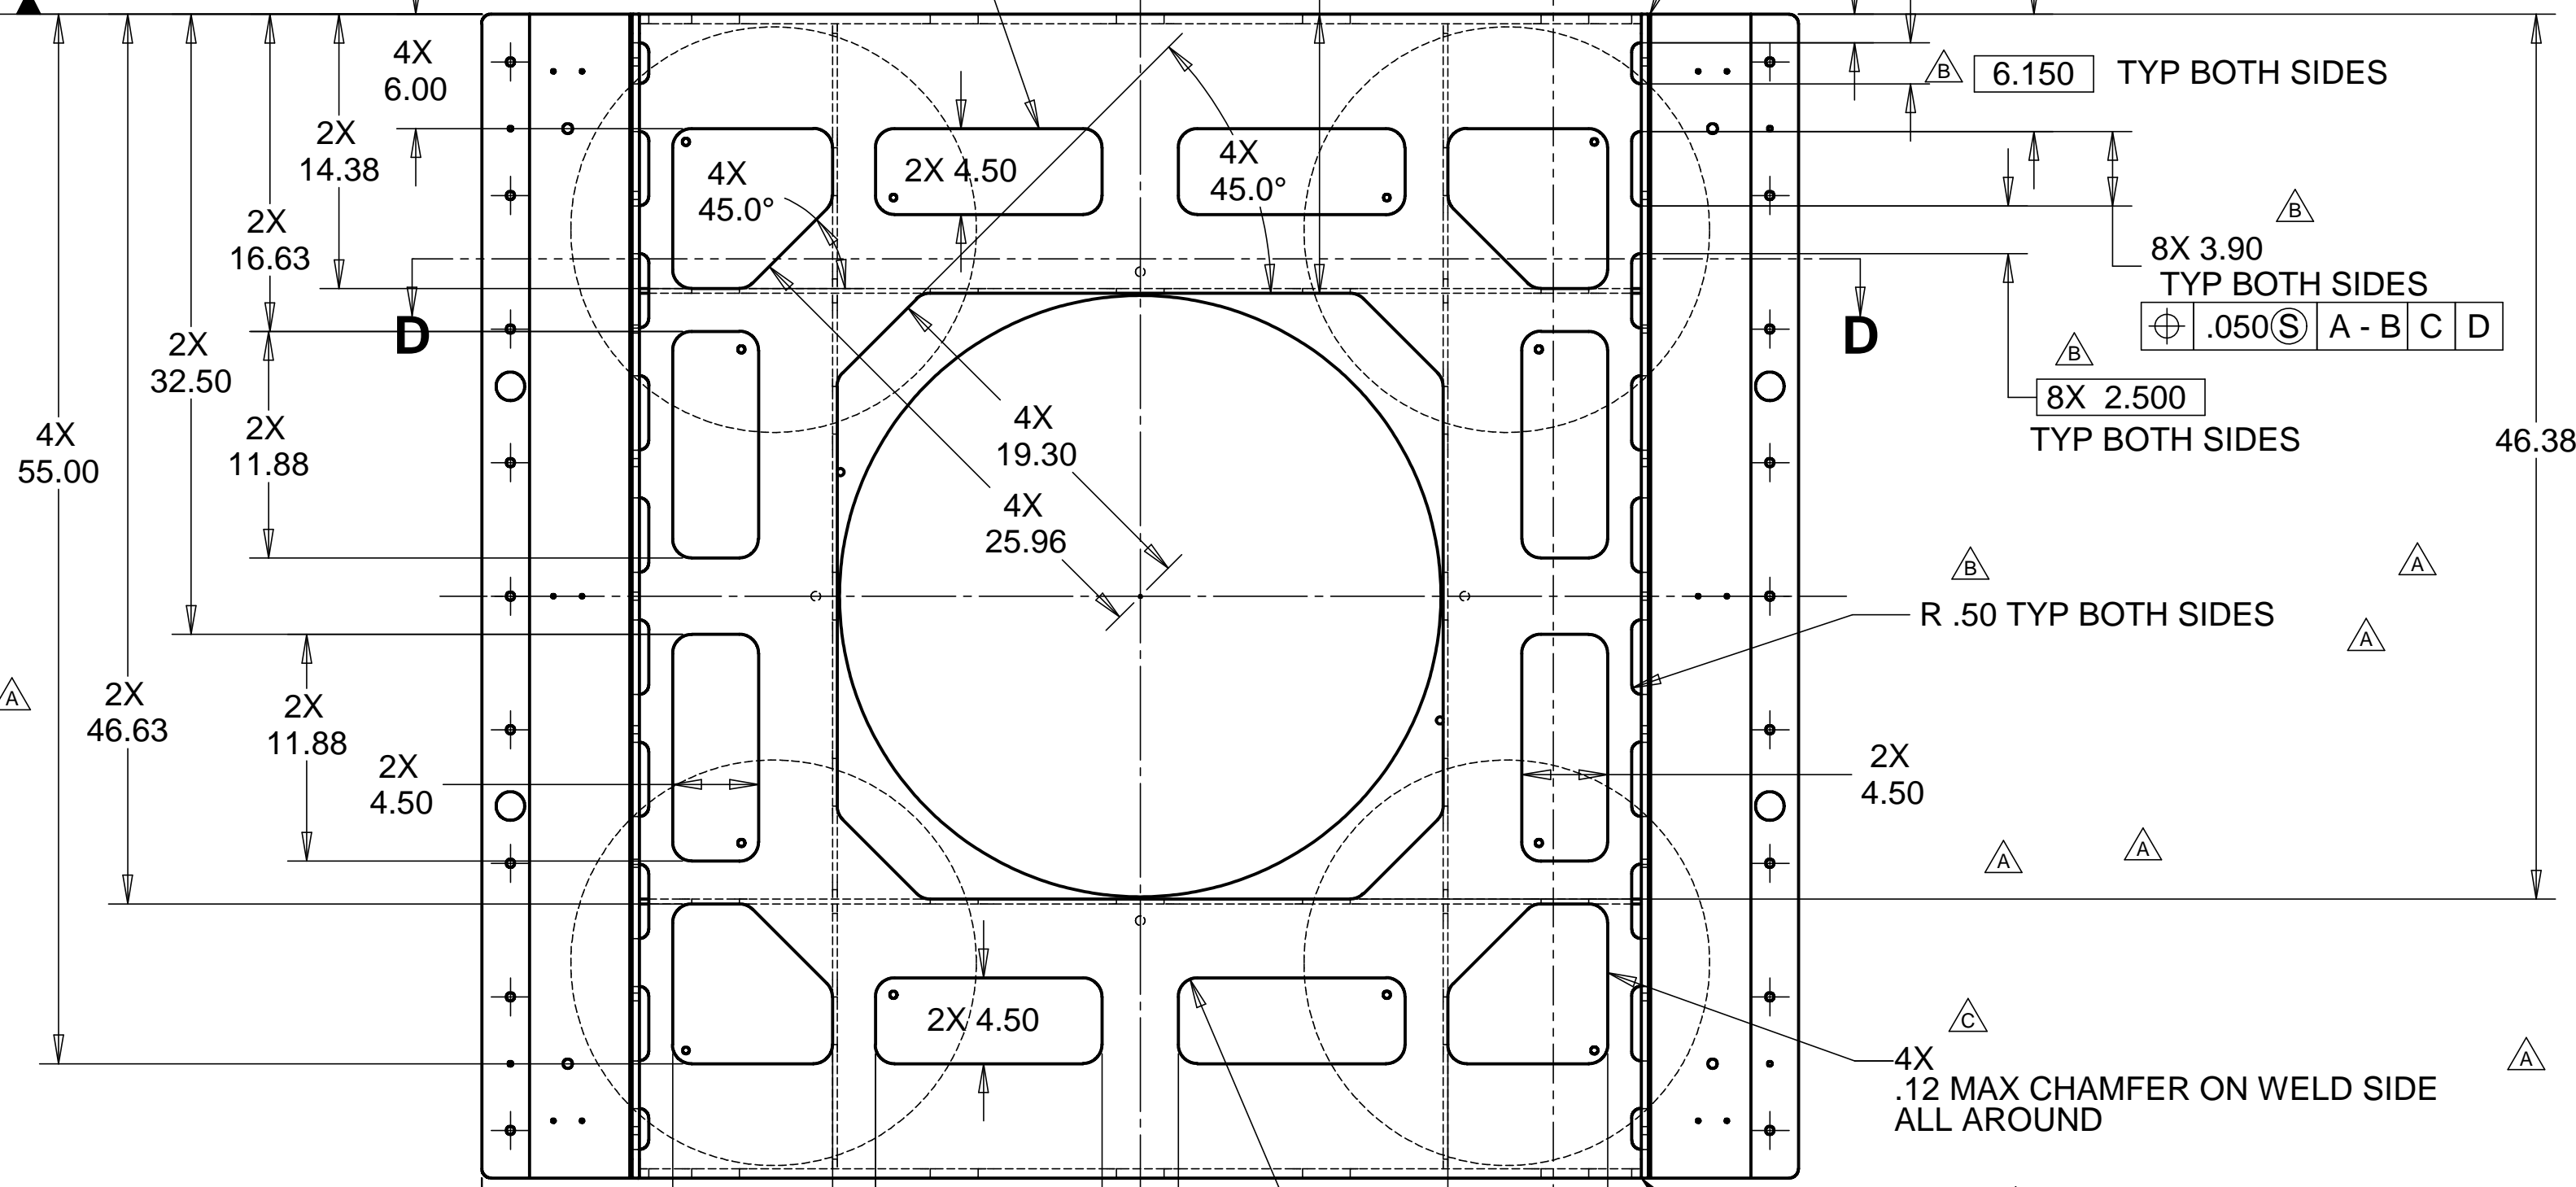 4X
6.00
2X
14.38
2X
16.63
2X
32.50
2X
11.88
4X
55.00
A
2X
46.63
2X
11.88
2X
4.50
D
4X
45.0°
2X 4.50
4X
45.0°
4X
19.30
4X
25.96
2X 4.50
B 6.150 TYP BOTH SIDES
B
8X 3.90
TYP BOTH SIDES
.050 Ⓢ A - B C D
D
B
8X 2.500
TYP BOTH SIDES
46.38
B
A
R .50 TYP BOTH SIDES
A
2X
4.50
A
A
C
4X
.12 MAX CHAMFER ON WELD SIDE
ALL AROUND
A